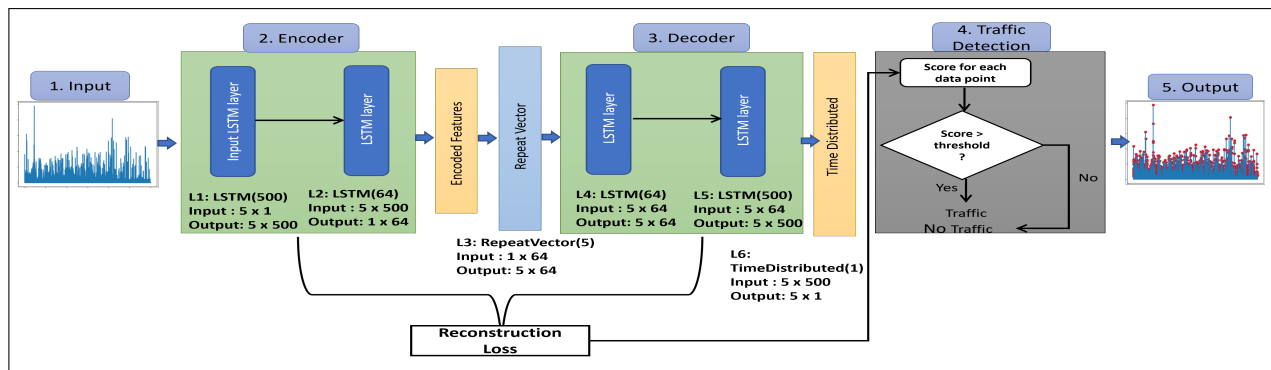 1. Input
2. Encoder
Input LSTM layer
LSTM layer
L1: LSTM(500)
Input : 5 x 1
Output: 5 x 500
L2: LSTM(64)
Input : 5 x 500
Output: 1 x 64
Encoded Features
Repeat Vector
L3: RepeatVector(5)
Input : 1 x 64
Output: 5 x 64
3. Decoder
LSTM layer
LSTM layer
L4: LSTM(64)
Input : 5 x 64
Output: 5 x 64
L5: LSTM(500)
Input : 5 x 64
Output: 5 x 500
Time Distributed
L6:
TimeDistributed(1)
Input : 5 x 500
Output: 5 x 1
Reconstruction
Loss
4. Traffic
Detection
Score for each
data point
Score >
threshold
?
Yes
No
Traffic
No Traffic
5. Output